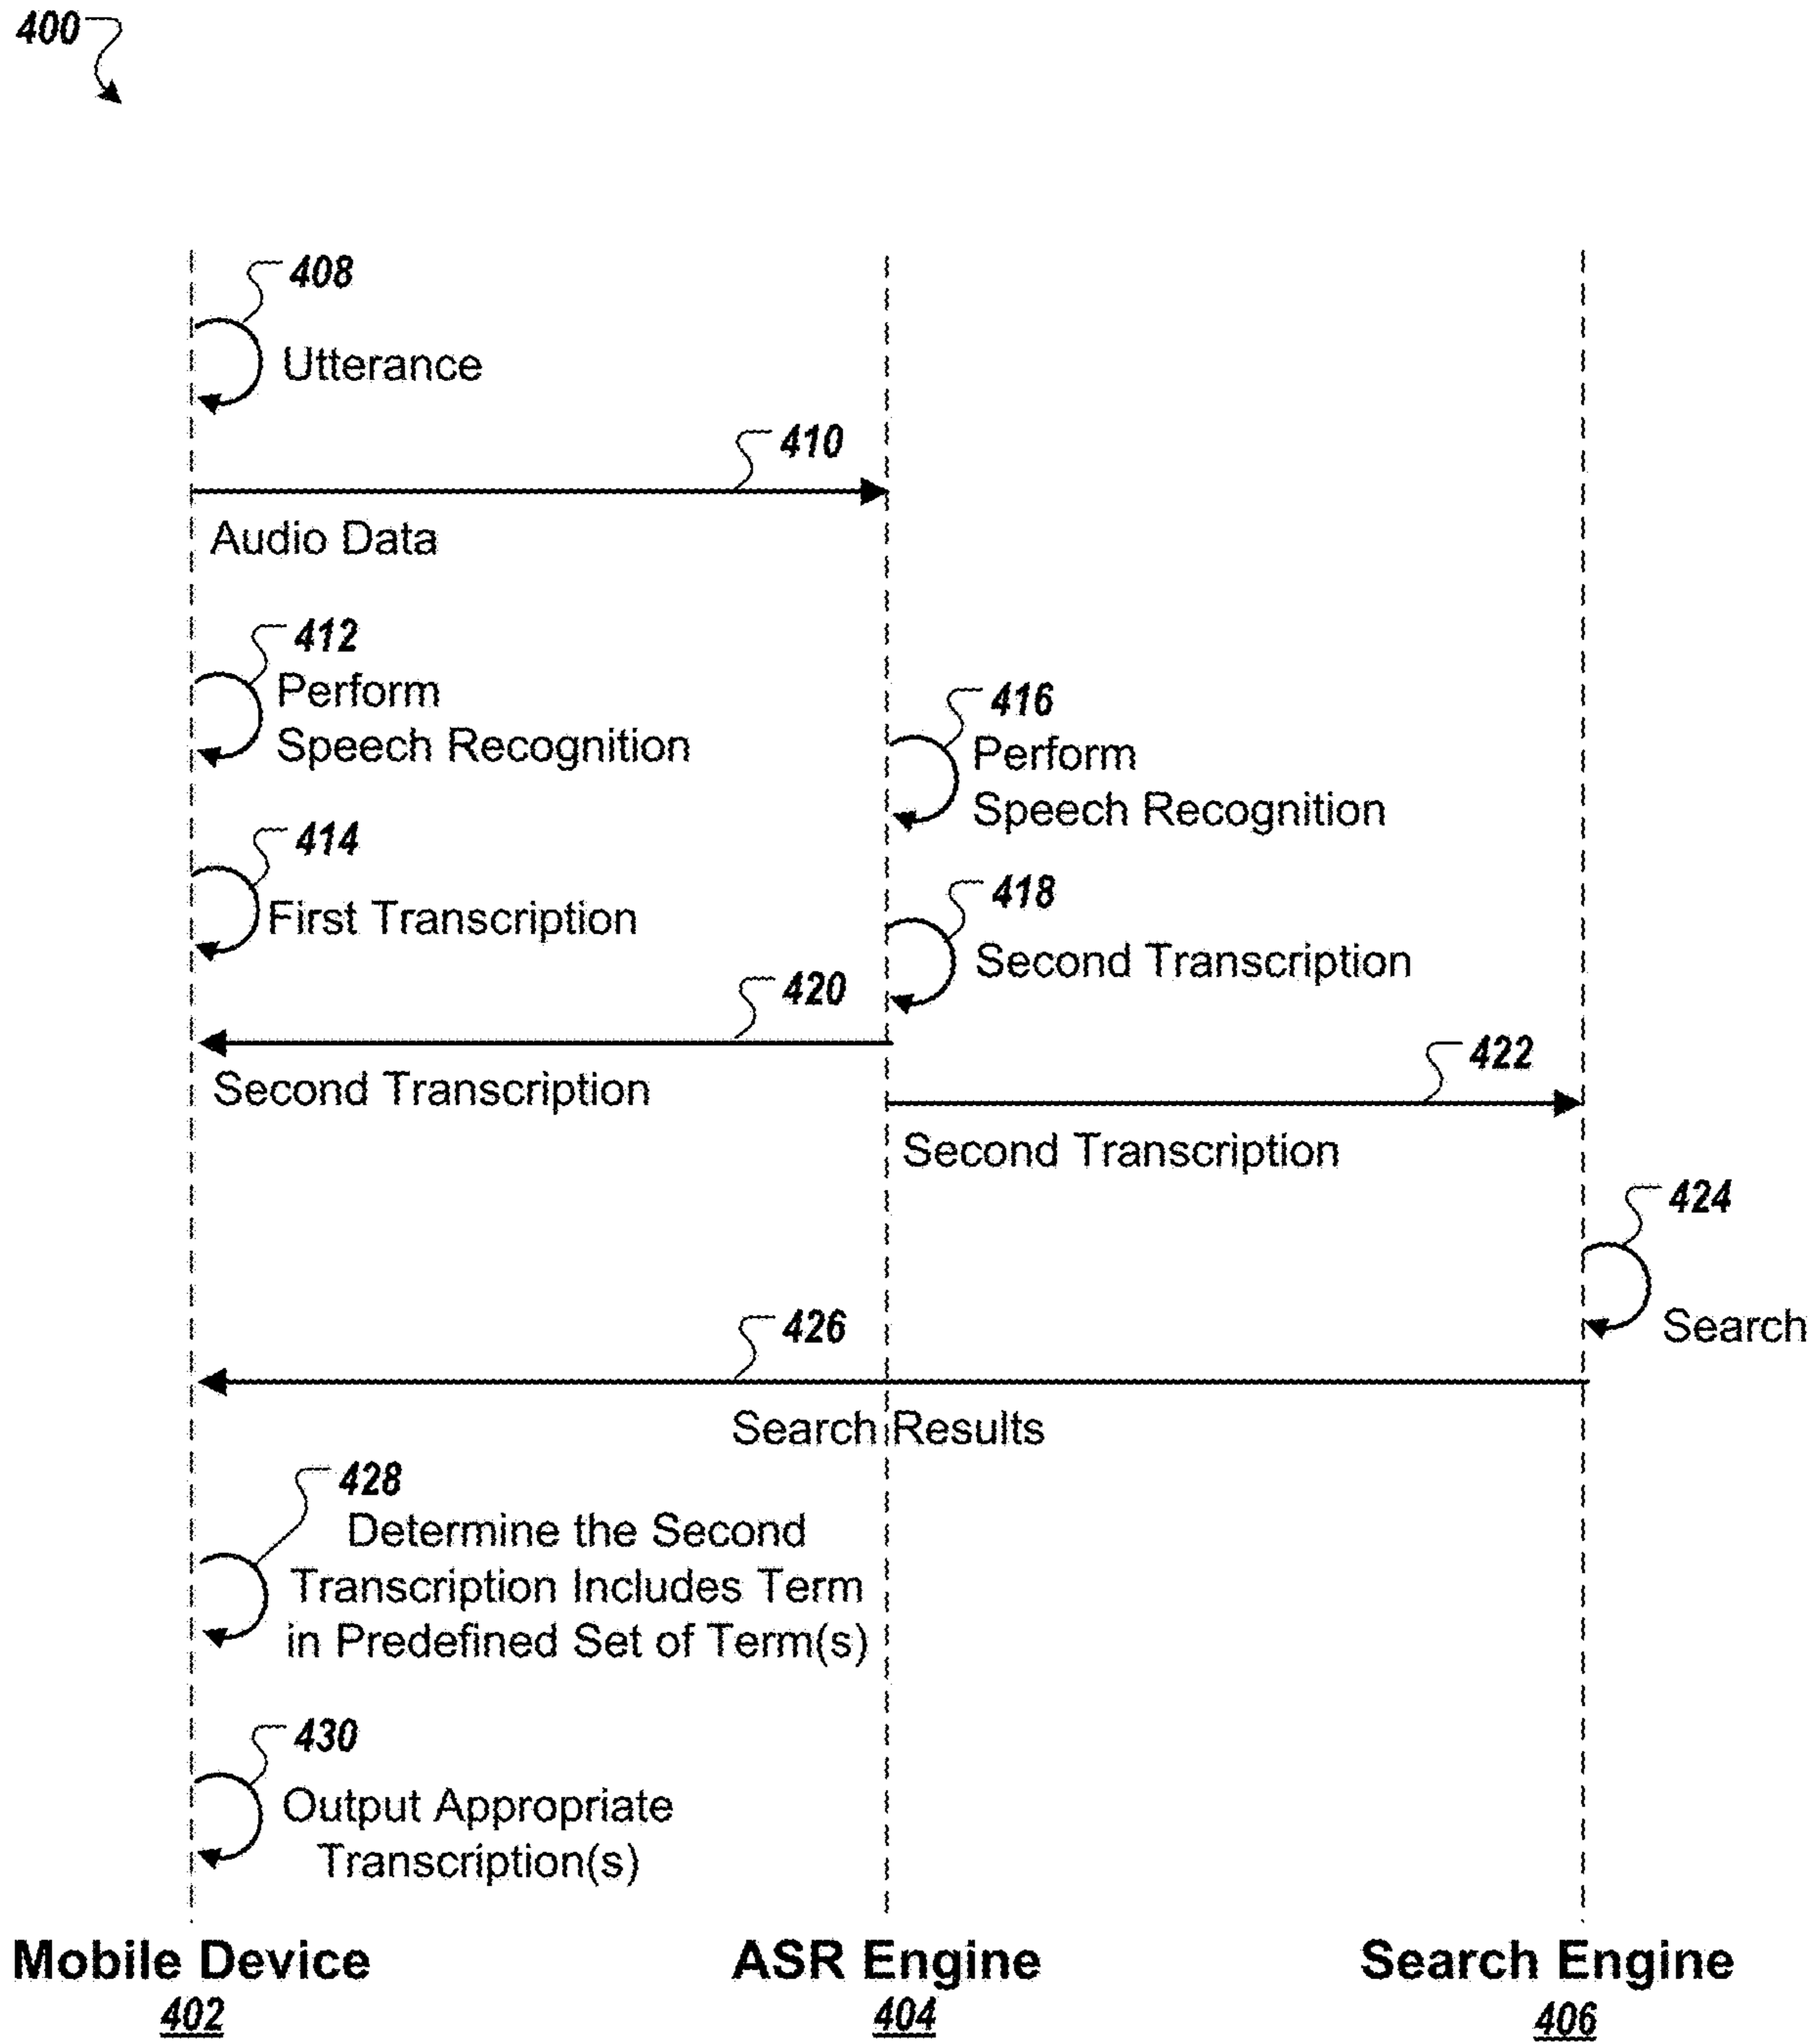 400
408
Utterance
410
Audio Data
412
Perform
Speech Recognition
416
Perform
Speech Recognition
414
First Transcription
418
Second Transcription
420
Second Transcription
422
Second Transcription
424
Search
426
Search Results
428
Determine the Second
Transcription Includes Term
in Predefined Set of Term(s)
430
Output Appropriate
Transcription(s)
Mobile Device
402
ASR Engine
404
Search Engine
406